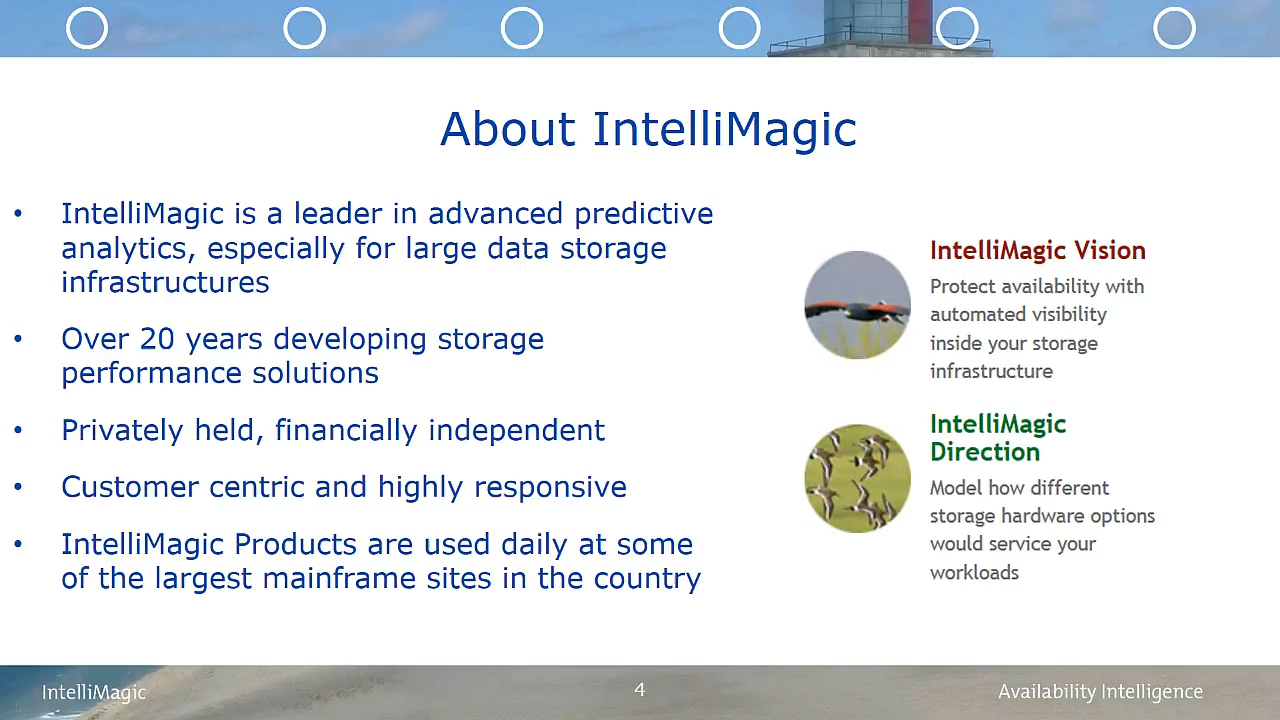 About IntelliMagic
• IntelliMagic is a leader in advanced predictive
analytics, especially for large data storage
infrastructures
• Over 20 years developing storage
performance solutions
• Privately held, financially independent
• Customer centric and highly responsive
• IntelliMagic Products are used daily at some
of the largest mainframe sites in the country
IntelliMagic Vision
Protect availability with
automated visibility
inside your storage
infrastructure
IntelliMagic
Direction
Model how different
storage hardware options
would service your
workloads
IntelliMagic
4
Availability Intelligence